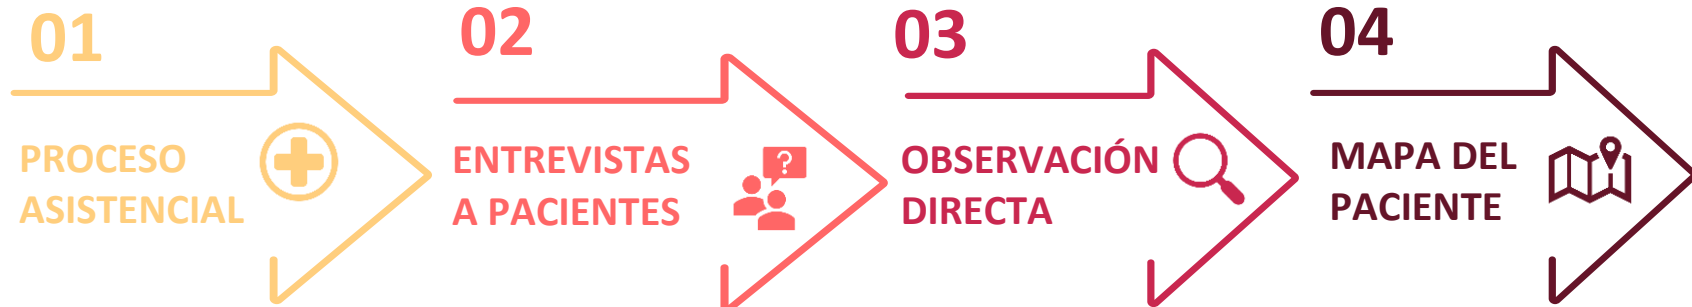 01
PROCESO
ASISTENCIAL
02
ENTREVISTAS
A PACIENTES
?
03
OBSERVACIÓN
DIRECTA
04
MAPA DEL
PACIENTE